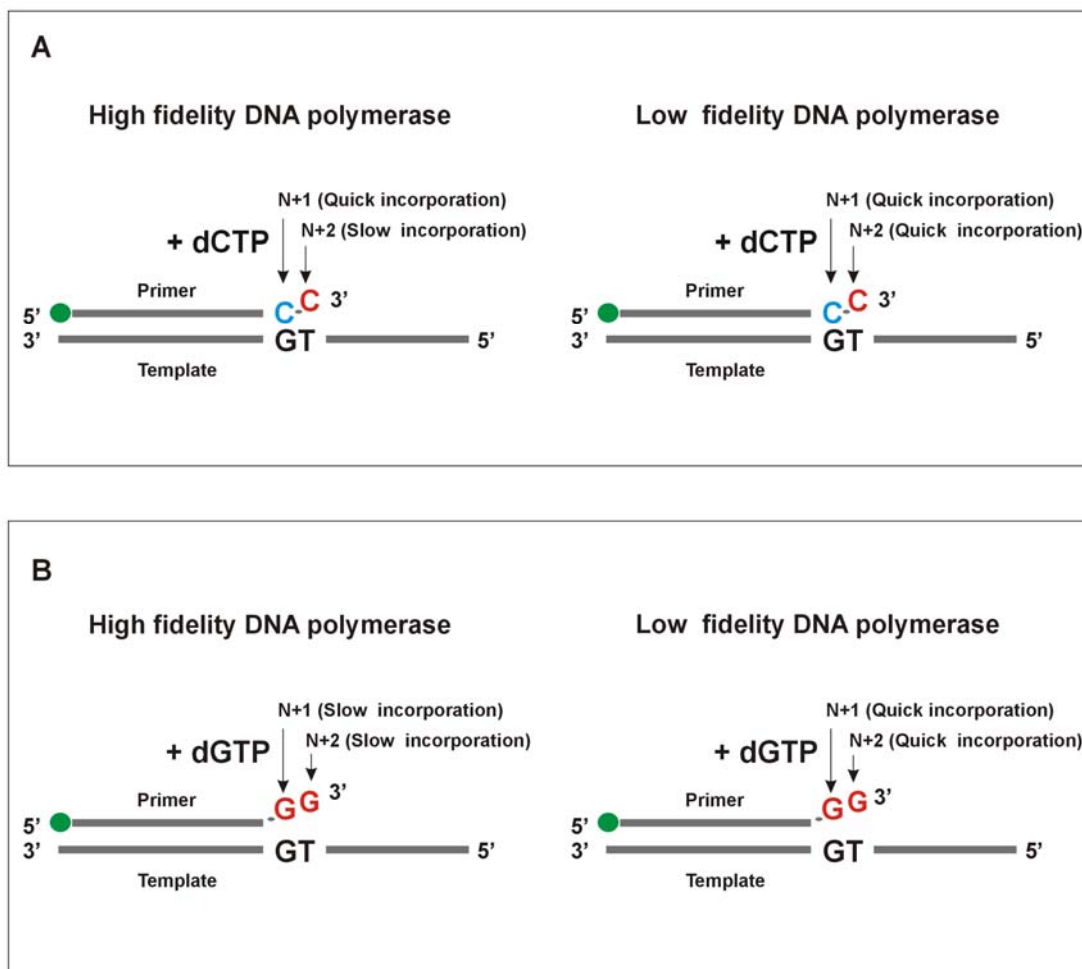 A
High fidelity DNA polymerase
Low fidelity DNA polymerase
N+1 (Quick incorporation)
N+1 (Quick incorporation)
+ dCTP
N+2 (Slow incorporation)
+ dCTP
N+2 (Quick incorporation)
Primer
C-C 3’
Primer
C-C 3’
5’
5’
3’
GT
5’
3’
GT
5’
Template
Template
B
High fidelity DNA polymerase
Low fidelity DNA polymerase
N+1 (Slow incorporation)
N+1 (Quick incorporation)
+ dGTP
N+2 (Slow incorporation)
+ dGTP
N+2 (Quick incorporation)
Primer
-GG 3’
Primer
-GG 3’
5’
5’
3’
GT
5’
3’
GT
5’
Template
Template